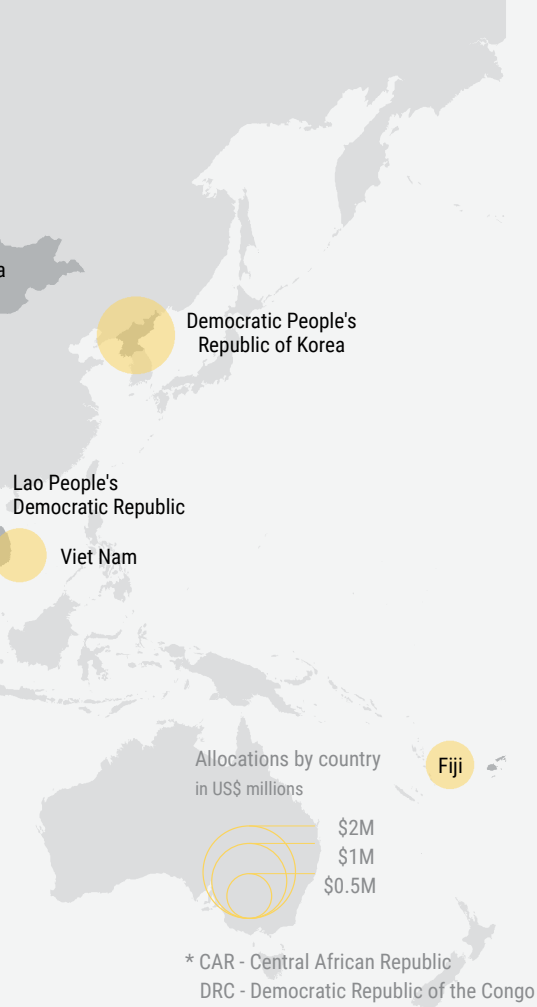 a
Democratic People's
Republic of Korea
Lao People's
Democratic Republic
Viet Nam
Allocations by country
in US$ millions
Fiji
$2M
$1M
$0.5M
* CAR - Central African Republic
DRC - Democratic Republic of the Congo